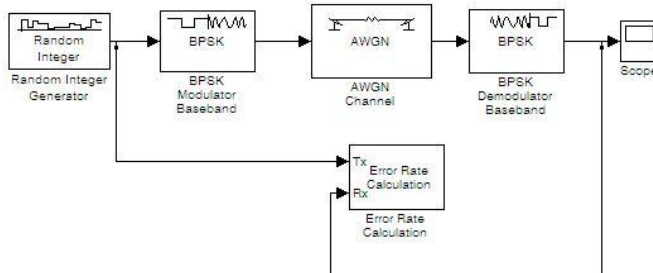 Random
Integer
Random Integer
Generator
BPSK
BPSK
Modulator
Baseband
AWGN
AWGN
Channel
BPSK
BPSK
Demodulator
Baseband
Scope
Tx
Rx
Error Rate
Calculation
Error Rate
Calculation